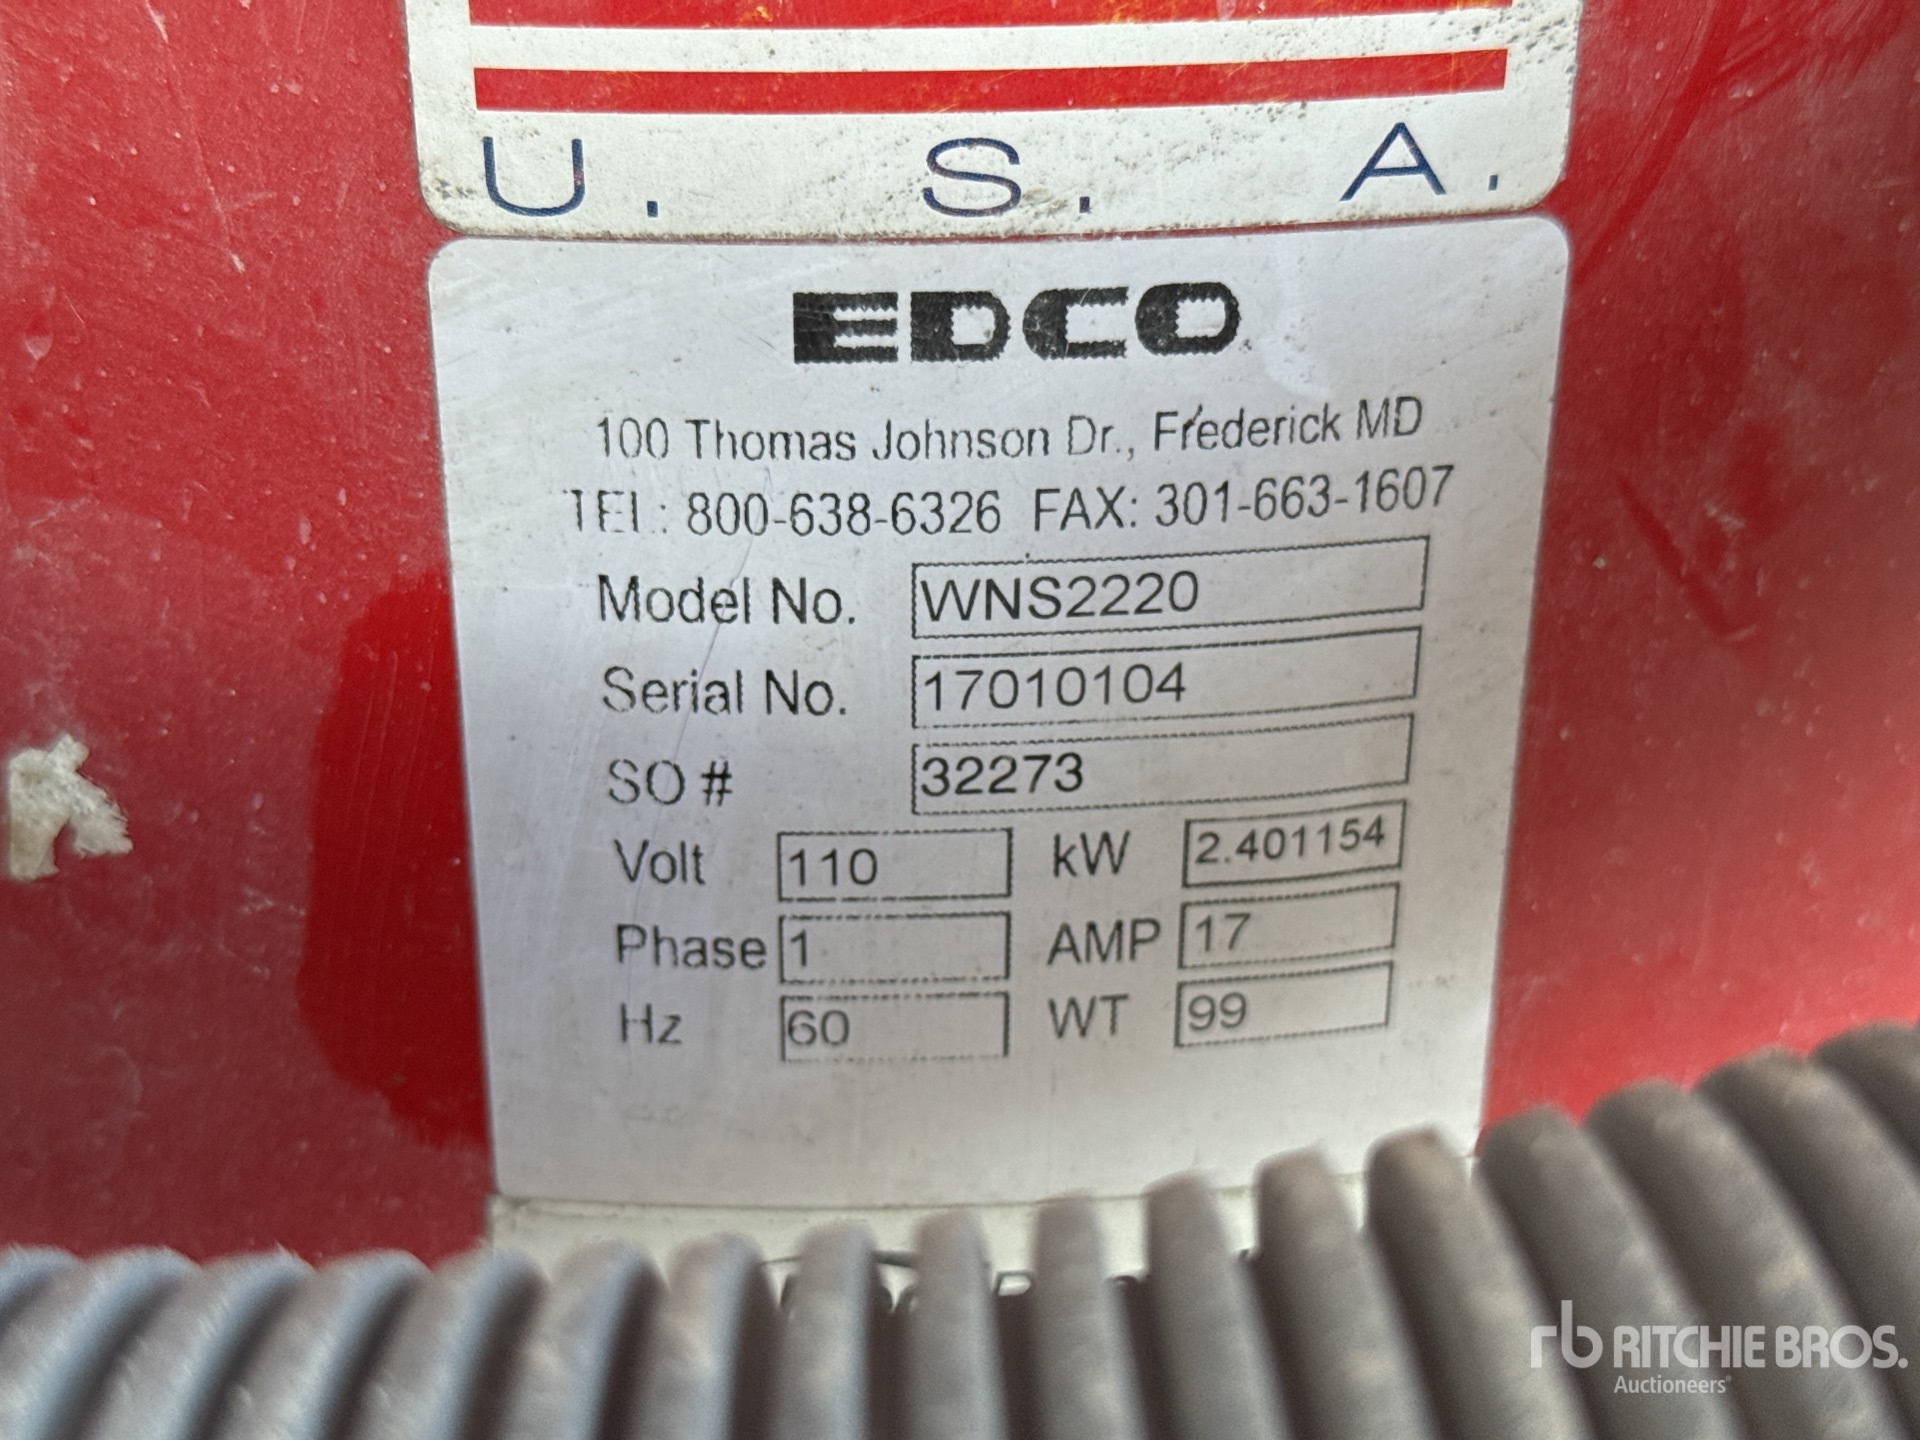 U. S. A.
EDCO
100 Thomas Johnson Dr., Frederick MD
TEL: 800-638-6326 FAX: 301-663-1607
Model No. WNS2220
Serial No. 17010104
SO # 32273
Volt 110 kW 2.401154
Phase 1 AMP 17
Hz 60 WT 99
rb RITCHIE BROS.
Auctioneers